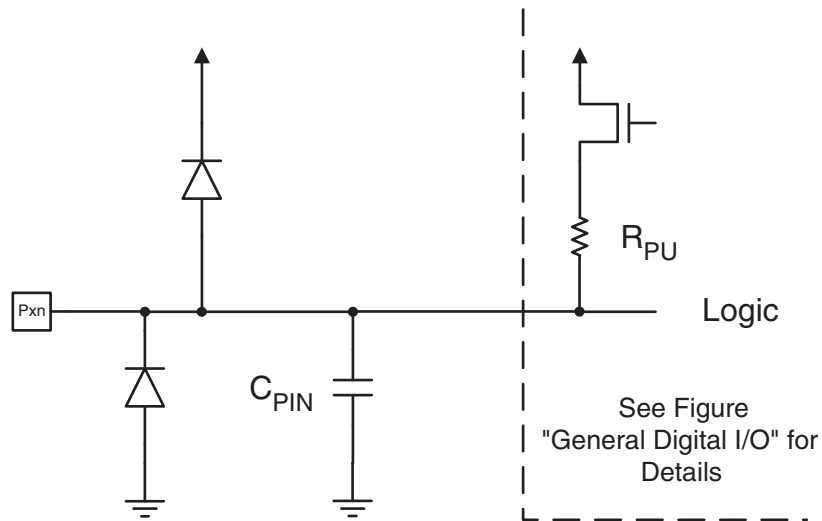 R_PU
Pxn
Logic
C_PIN
See Figure
"General Digital I/O" for
Details